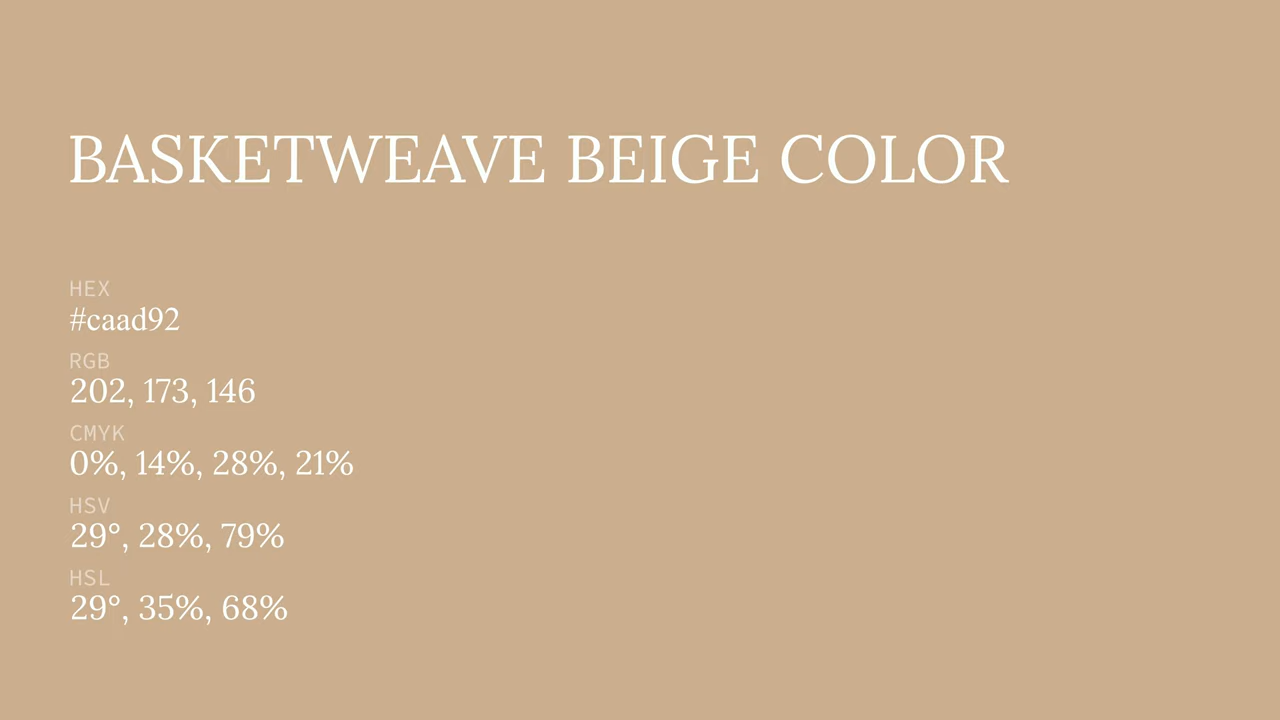 BASKETWEAVE BEIGE COLOR
HEX
#caad92
RGB
202, 173, 146
CMYK
0%, 14%, 28%, 21%
HSV
29°, 28%, 79%
HSL
29°, 35%, 68%